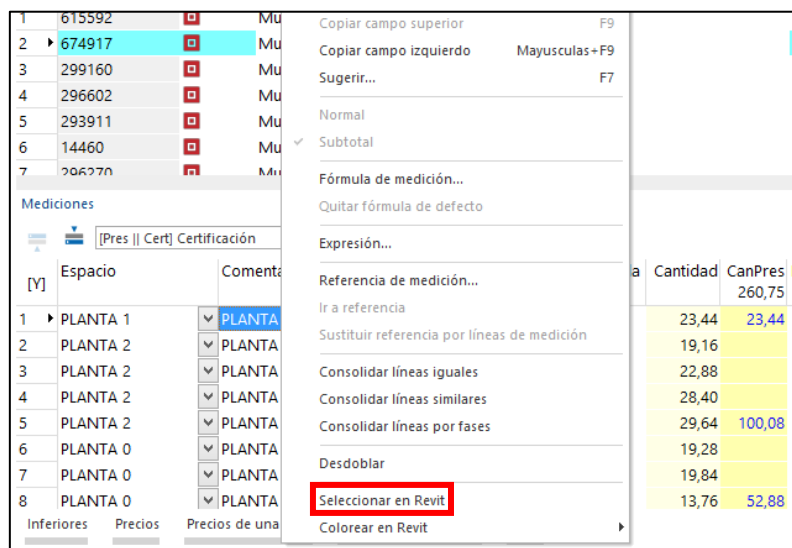 1 615592 Mu
2 674917 Mu
3 299160 Mu
4 296602 Mu
5 293911 Mu
6 14460 Mu
7 296270 Mu
Copiar campo superior F9
Copiar campo izquierdo Mayusculas+F9
Sugerir... F7
Normal
Subtotal
Fórmula de medición...
Quitar fórmula de defecto
Expresión...
Referencia de medición...
Ir a referencia
Sustituir referencia por líneas de medición
Consolidar líneas iguales
Consolidar líneas similares
Consolidar líneas por fases
Desdoblar
Seleccionar en Revit
Colorear en Revit
Mediciones
[Pres || Cert] Certificación
[Y] Espacio Comenta a Cantidad CanPres
260,75
1 PLANTA 1 PLANTA 23,44 23,44
2 PLANTA 2 PLANTA 19,16
3 PLANTA 2 PLANTA 22,88
4 PLANTA 2 PLANTA 28,40
5 PLANTA 2 PLANTA 29,64 100,08
6 PLANTA 0 PLANTA 19,28
7 PLANTA 0 PLANTA 19,84
8 PLANTA 0 PLANTA 13,76 52,88
Inferiores Precios Precios de una